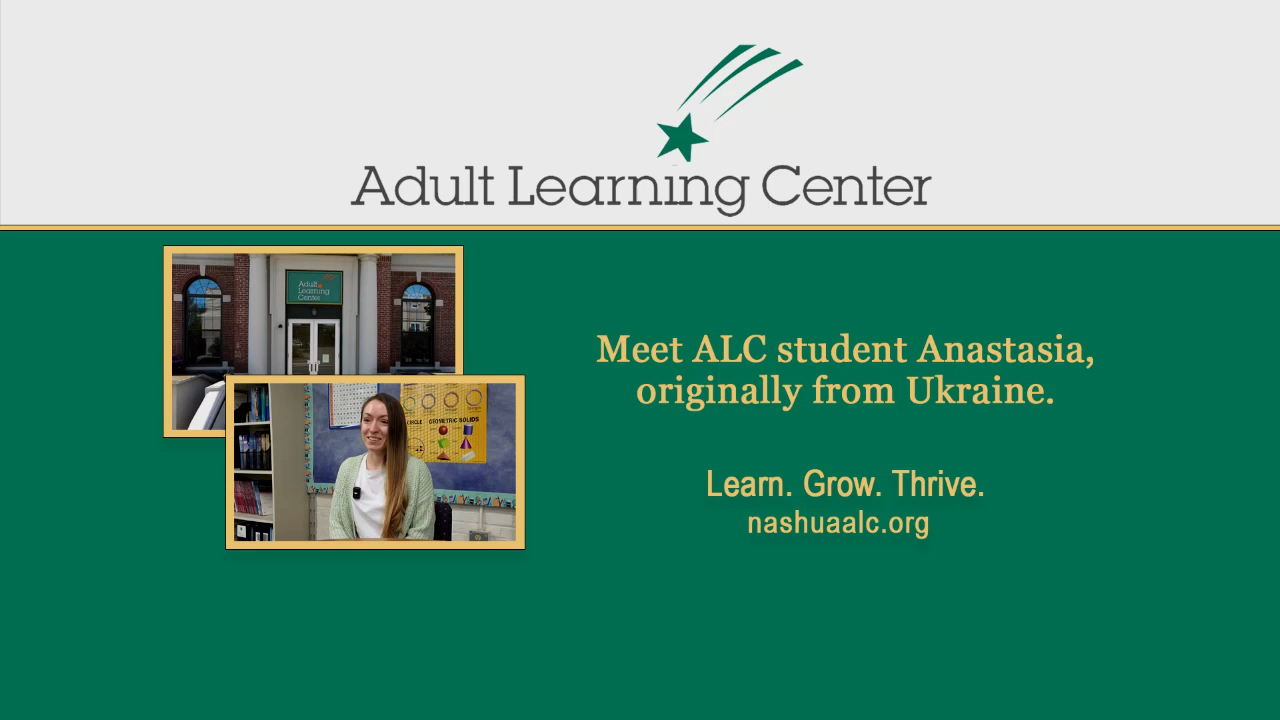 Adult Learning Center
Adult
Learning
Center
Meet ALC student Anastasia,
originally from Ukraine.
CIRCLE GEOMETRIC SOLIDS
Learn. Grow. Thrive.
nashuaalc.org